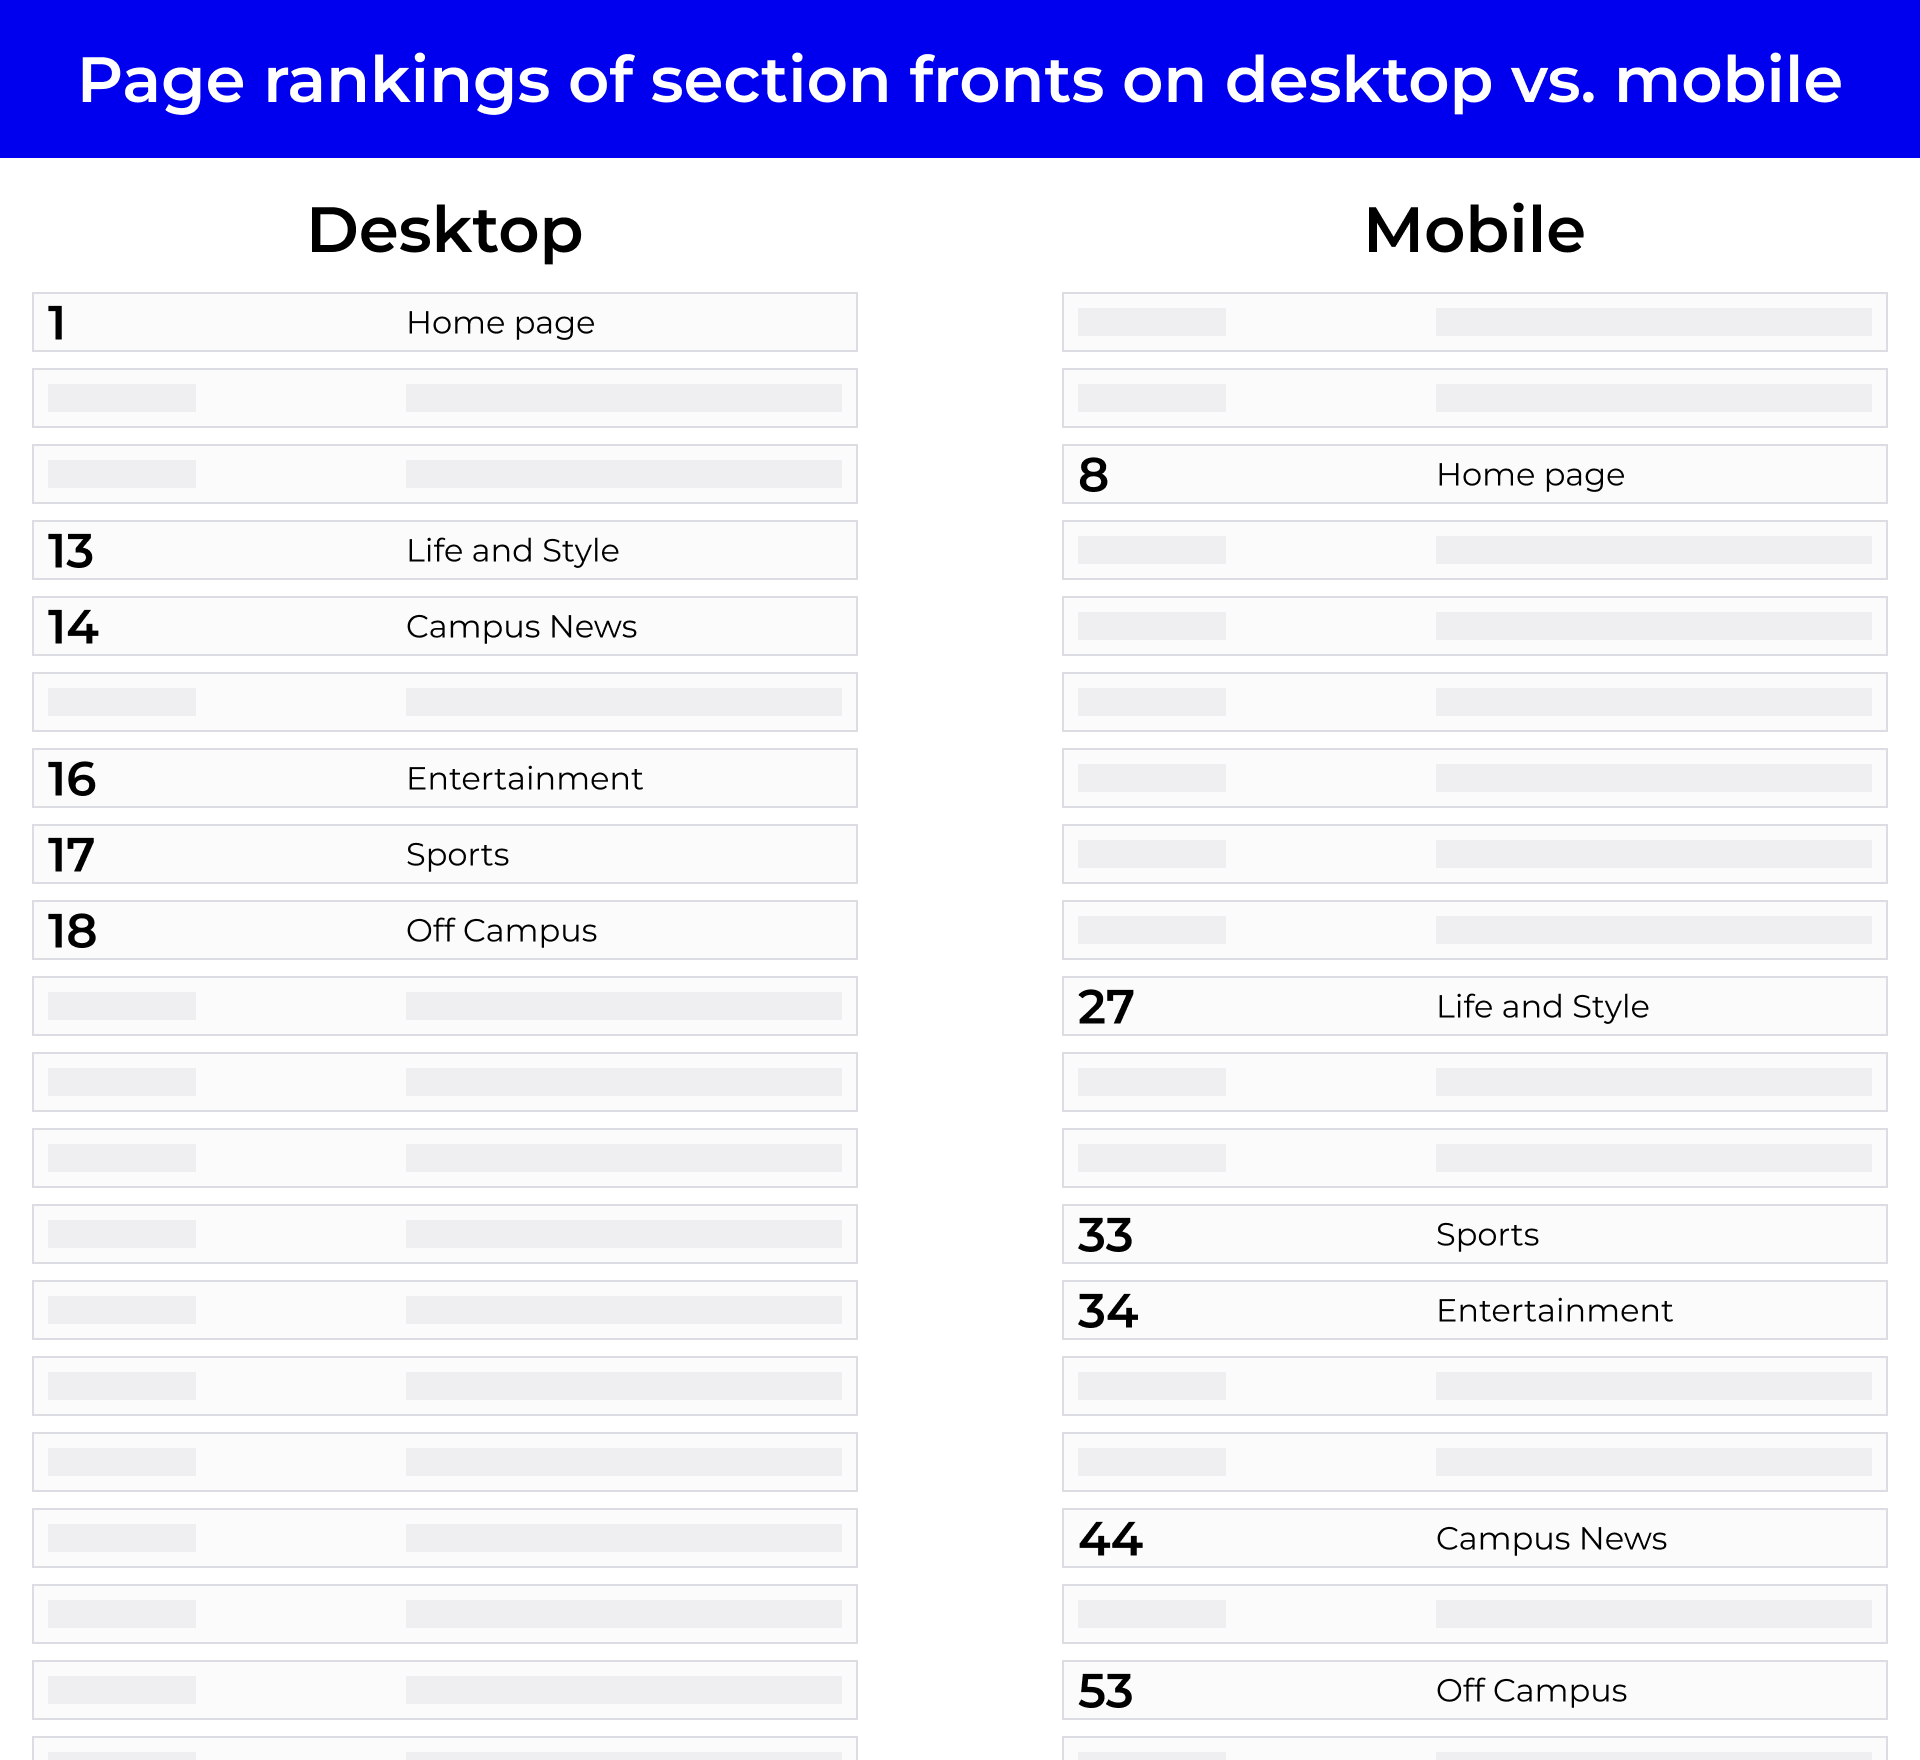 Page rankings of section fronts on desktop vs. mobile
Desktop
1 Home page
13 Life and Style
14 Campus News
16 Entertainment
17 Sports
18 Off Campus
Mobile
8 Home page
27 Life and Style
33 Sports
34 Entertainment
44 Campus News
53 Off Campus